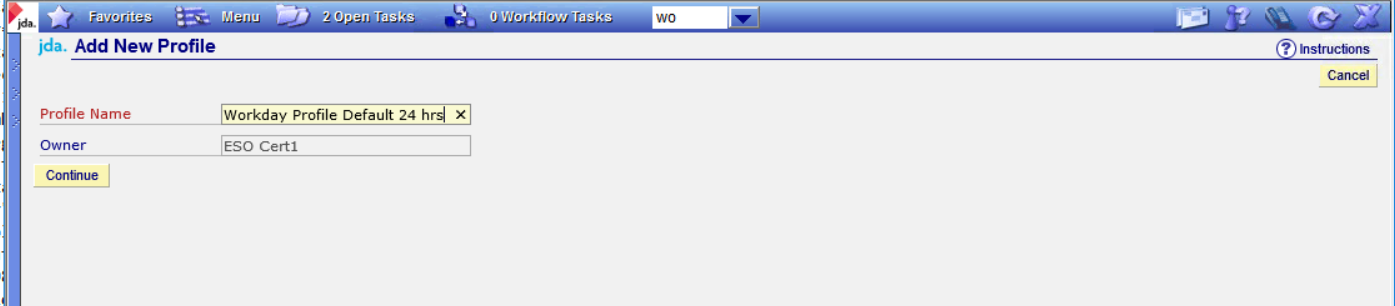 jda. Favorites Menu 2 Open Tasks 0 Workflow Tasks wo
jda. Add New Profile
? Instructions
Cancel
Profile Name Workday Profile Default 24 hrs ×
Owner ESO Cert1
Continue